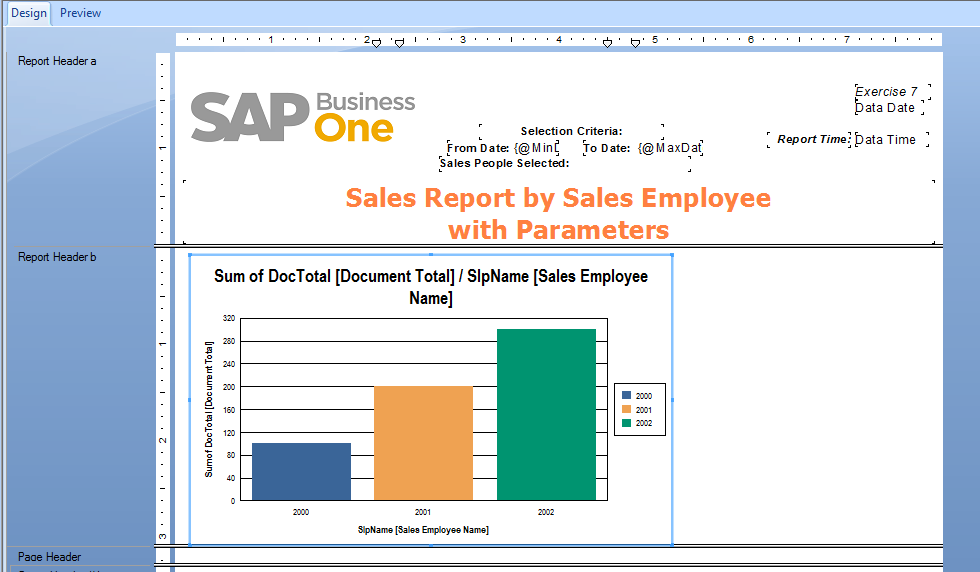 Design Preview
1 2 3 4 5 6 7
Report Header a
SAP Business One
Exercise 7
Data Date
Selection Criteria:
Report Time: Data Time
From Date: {@Min To Date: {@MaxDat
Sales People Selected:
1
Sales Report by Sales Employee
with Parameters
Report Header b
Sum of DocTotal [Document Total] / SlpName [Sales Employee
Name]
320
280
240
200
160
120
80
40
0
Sum of DocTotal [Document Total]
2000
2001
2002
2000 2001 2002
SlpName [Sales Employee Name]
1
2
3
Page Header